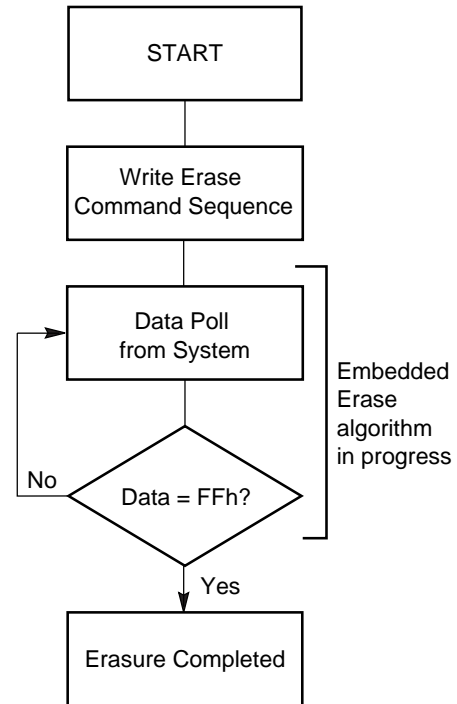 START
Write Erase
Command Sequence
Data Poll
from System
Embedded
Erase
algorithm
in progress
No
Data = FFh?
Yes
Erasure Completed